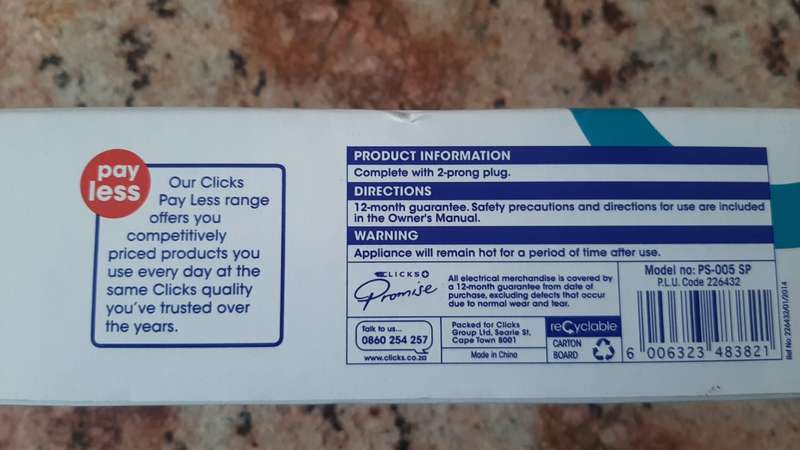 pay
less
Our Clicks
Pay Less range
offers you
competitively
priced products you
use every day at the
same Clicks quality
you've trusted over
the years.
PRODUCT INFORMATION
Complete with 2-prong plug.
DIRECTIONS
12-month guarantee. Safety precautions and directions for use are included
in the Owner's Manual.
WARNING
Appliance will remain hot for a period of time after use.
CLICKS
Promise
All electrical merchandise is covered by
a 12-month guarantee from date of
purchase, excluding defects that occur
due to normal wear and tear.
Talk to us...
0860 254 257
www.clicks.co.za
Packed for Clicks
Group Ltd, Searle St,
Cape Town 8001
Made in China
recyclable
CARTON
BOARD
Model no: PS-005 SP
P.L.U. Code 226432
6 006323 483821
Ref No: 226432/01/2014